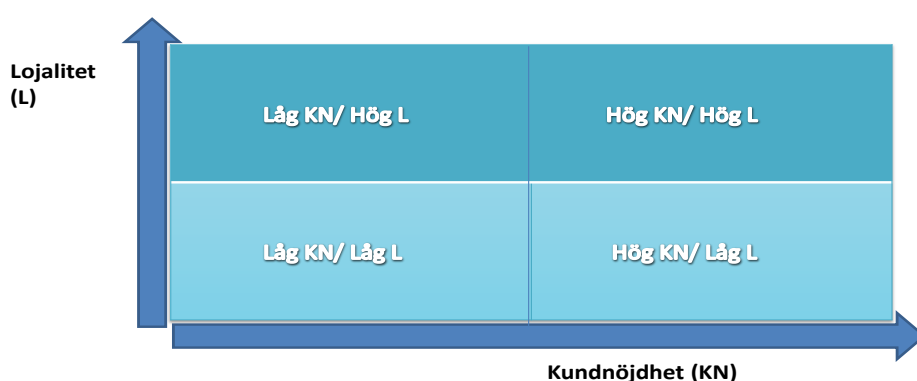 Lojalitet
(L)
Låg KN/ Hög L
Hög KN/ Hög L
Låg KN/ Låg L
Hög KN/ Låg L
Kundnöjdhet (KN)